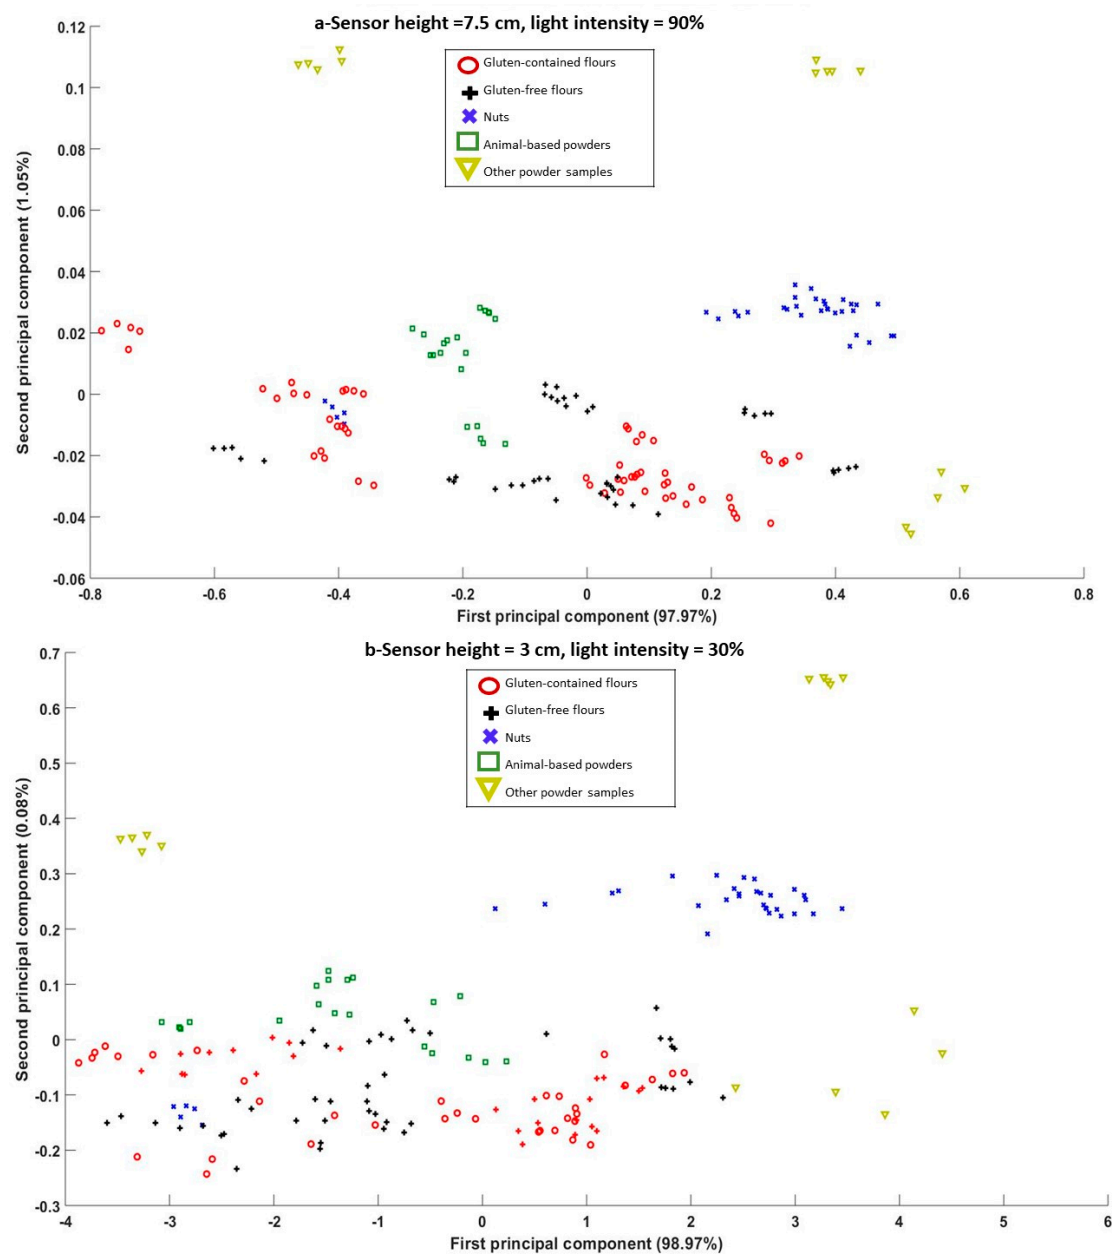 a-Sensor height =7.5 cm, light intensity = 90%
0.12
0.1
0.08
0.06
0.04
0.02
0
-0.02
-0.04
-0.06
Second principal component (1.05%)
Gluten-contained flours
Gluten-free flours
Nuts
Animal-based powders
Other powder samples
-0.8 -0.6 -0.4 -0.2 0 0.2 0.4 0.6 0.8
First principal component (97.97%)
b-Sensor height = 3 cm, light intensity = 30%
0.7
0.6
0.5
0.4
0.3
0.2
0.1
0
-0.1
-0.2
-0.3
Second principal component (0.08%)
Gluten-contained flours
Gluten-free flours
Nuts
Animal-based powders
Other powder samples
-4 -3 -2 -1 0 1 2 3 4 5 6
First principal component (98.97%)